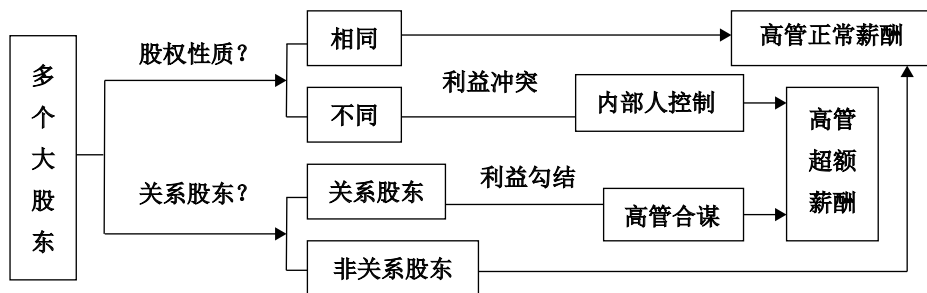 多个大股东
股权性质？
相同
高管正常薪酬
不同
利益冲突
内部人控制
高管
超额
薪酬
关系股东？
关系股东
利益勾结
高管合谋
非关系股东